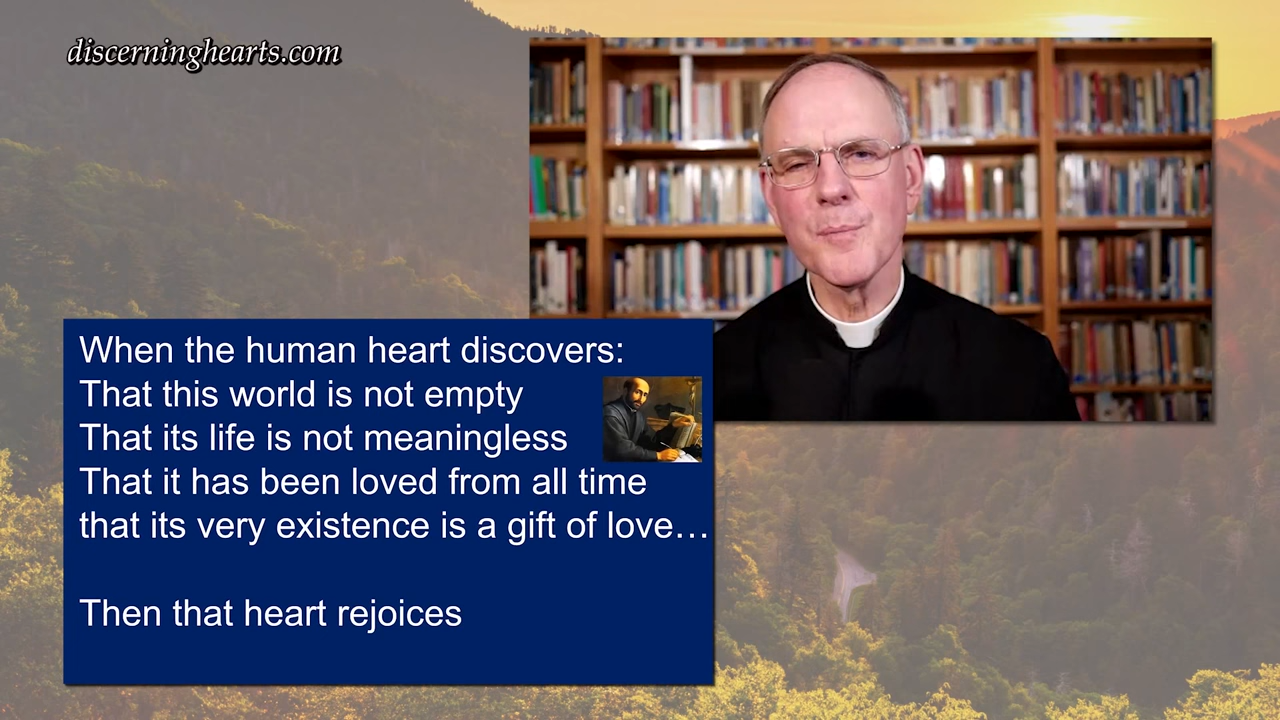 discerninghearts.com
When the human heart discovers:
That this world is not empty
That its life is not meaningless
That it has been loved from all time
that its very existence is a gift of love…
Then that heart rejoices